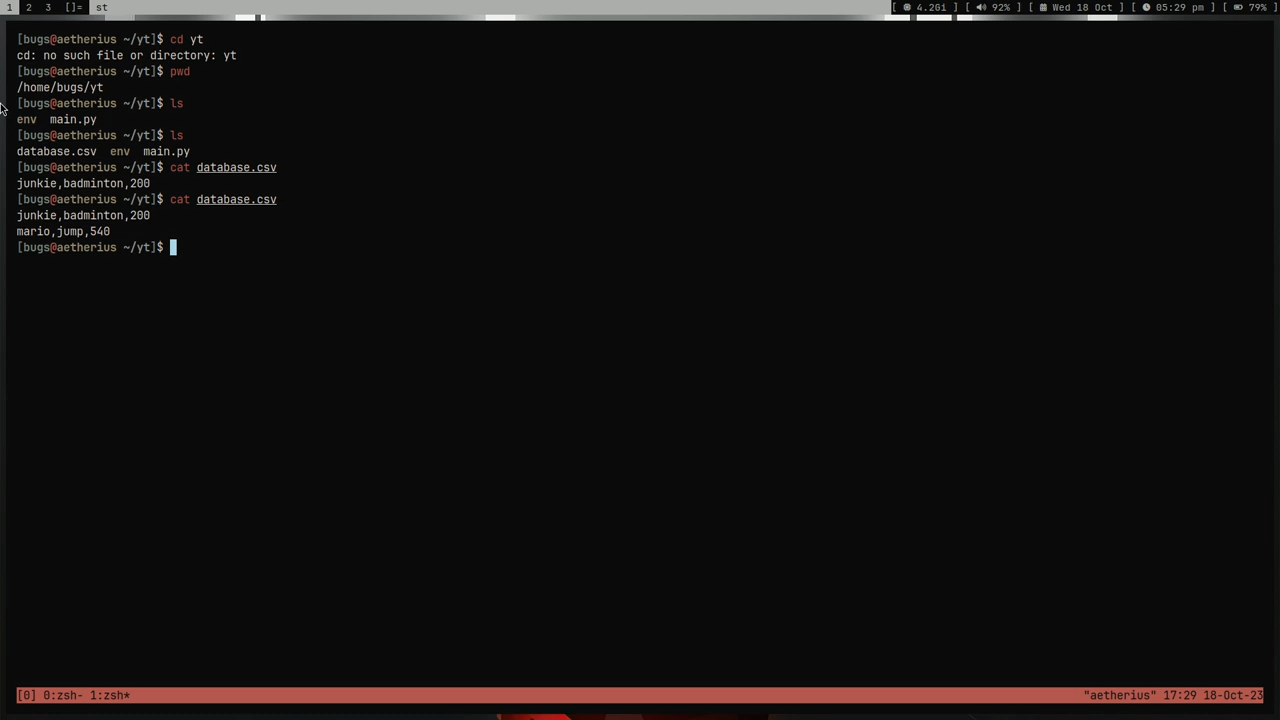 1 2 3 []= st [ 4.2Gi] [ 92%] [ Wed 18 Oct ] [ 05:29 pm ] [ 79% ]
[bugs@aetherius ~/yt]$ cd yt
cd: no such file or directory: yt
[bugs@aetherius ~/yt]$ pwd
/home/bugs/yt
[bugs@aetherius ~/yt]$ ls
env main.py
[bugs@aetherius ~/yt]$ ls
database.csv env main.py
[bugs@aetherius ~/yt]$ cat database.csv
junkie,badminton,200
[bugs@aetherius ~/yt]$ cat database.csv
junkie,badminton,200
mario,jump,540
[bugs@aetherius ~/yt]$
[0] 0:zsh- 1:zsh* "aetherius" 17:29 18-Oct-23